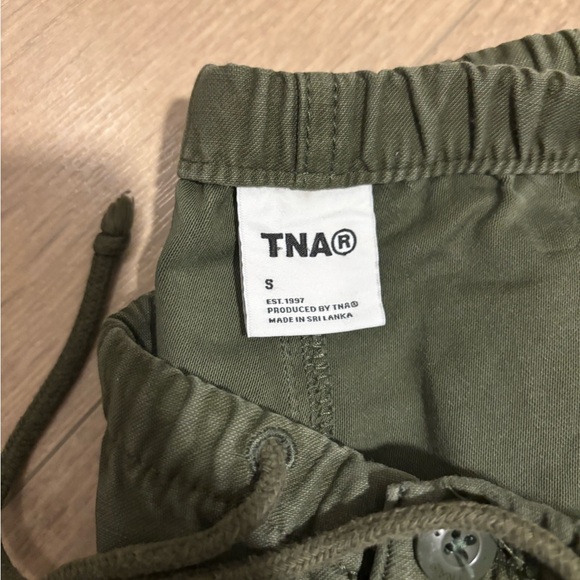 TNA®
S
EST. 1997
PRODUCED BY TNA®
MADE IN SRI LANKA